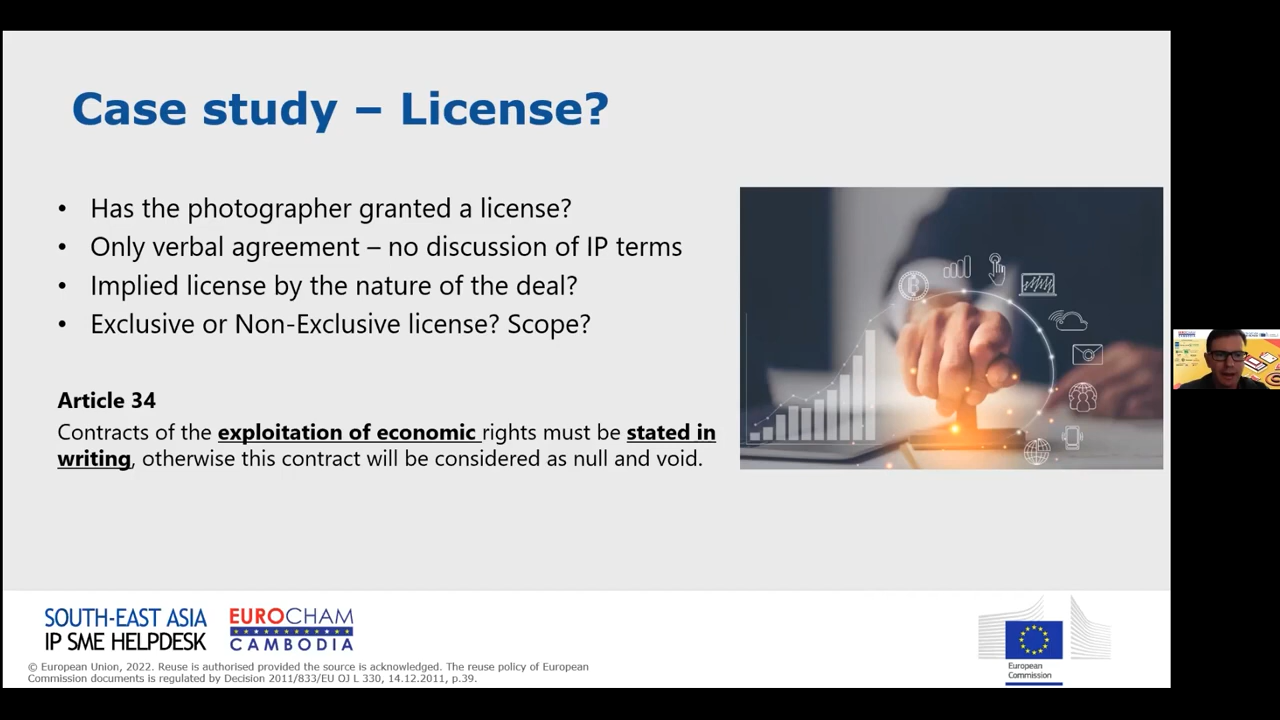 Case study – License?
• Has the photographer granted a license?
• Only verbal agreement – no discussion of IP terms
• Implied license by the nature of the deal?
• Exclusive or Non-Exclusive license? Scope?
Article 34
Contracts of the exploitation of economic rights must be stated in
writing, otherwise this contract will be considered as null and void.
SOUTH-EAST ASIA
IP SME HELPDESK
EUROCHAM
CAMBODIA
European
Commission
© European Union, 2022. Reuse is authorised provided the source is acknowledged. The reuse policy of European
Commission documents is regulated by Decision 2011/833/EU OJ L 330, 14.12.2011, p.39.